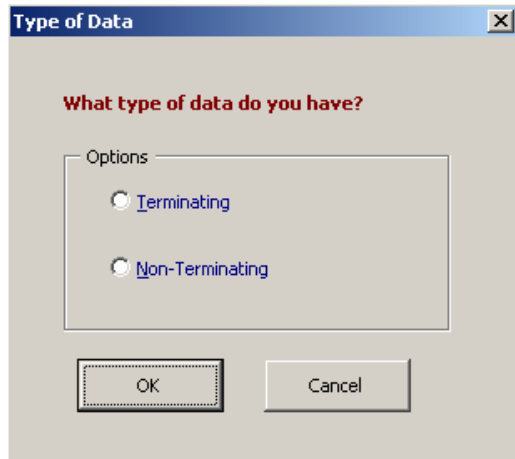 Type of Data
What type of data do you have?
Options
Terminating
Non-Terminating
OK
Cancel